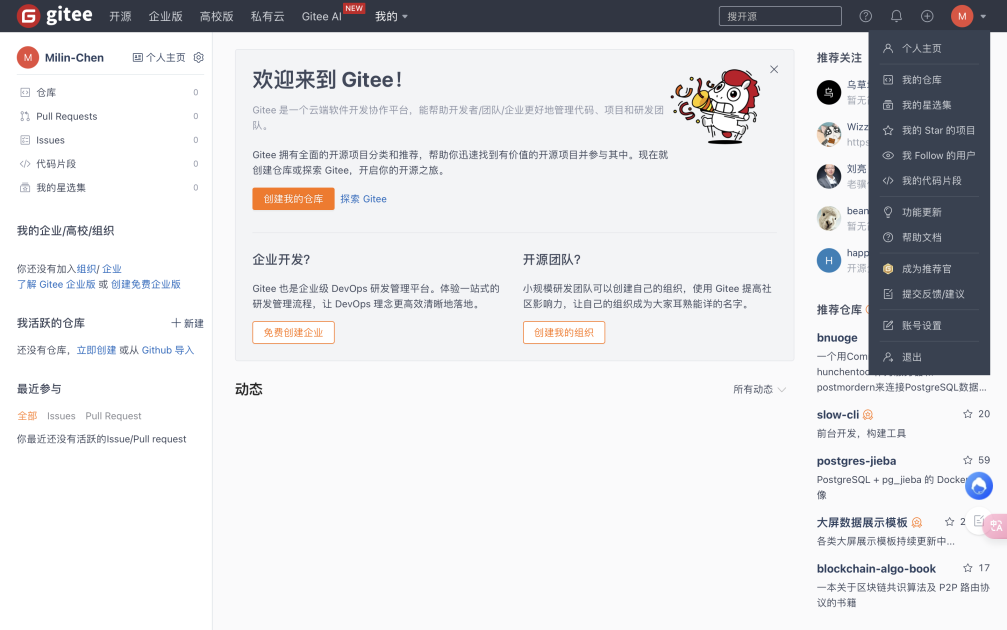 gitee 开源 企业版 高校版 私有云 Gitee AI NEW 我的 搜开源 M
M Milin-Chen 个人主页
仓库 0
Pull Requests 0
Issues 0
代码片段 0
我的星选集 0
我的企业/高校/组织
你还没有加入组织/ 企业
了解 Gitee 企业版 或 创建免费企业版
我活跃的仓库 新建
还没有仓库，立即创建 或从 Github 导入
最近参与
全部 Issues Pull Request
你最近还没有活跃的Issue/Pull request
欢迎来到 Gitee！
Gitee 是一个云端软件开发协作平台，能帮助开发者/团队/企业更好地管理代码、项目和研发团
队。
Gitee 拥有全面的开源项目分类和推荐，帮助你迅速找到有价值的开源项目并参与其中。现在就
创建仓库或探索 Gitee，开启你的开源之旅。
创建我的仓库 探索 Gitee
企业开发?
Gitee 也是企业级 DevOps 研发管理平台。体验一站式的
研发管理流程，让 DevOps 理念更高效清晰地落地。
免费创建企业
开源团队?
小规模研发团队可以创建自己的组织，使用 Gitee 提高社
区影响力，让自己的组织成为大家耳熟能详的名字。
创建我的组织
动态 所有动态
推荐关注
乌 乌草
暂无
Wizz
https
刘亮
老骥
bean
暂无
H happ
开源
推荐仓库
bnuoge
一个用Com
hunchentoo
postmordern来连接PostgreSQL数据...
slow-cli 20
前台开发，构建工具
postgres-jieba 59
PostgreSQL + pg_jieba 的 Docke
像
大屏数据展示模板 2
各类大屏展示模板持续更新中...
blockchain-algo-book 17
一本关于区块链共识算法及 P2P 路由协
议的书籍
个人主页
我的仓库
我的星选集
我的 Star 的项目
我 Follow 的用户
我的代码片段
功能更新
帮助文档
成为推荐官
提交反馈/建议
账号设置
退出